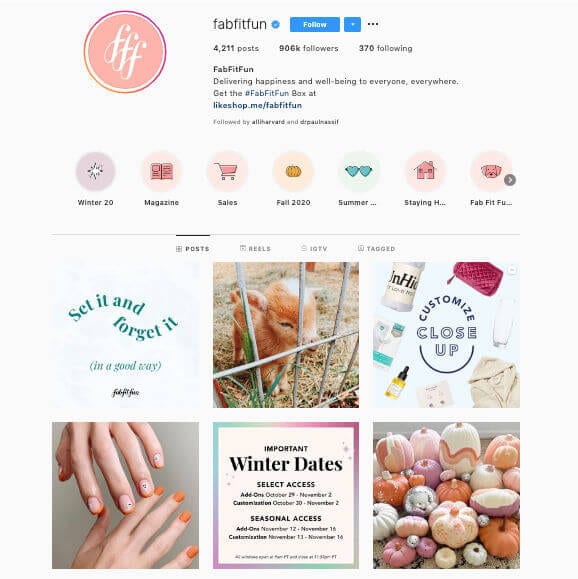 fff
fabfitfun Follow
4,211 posts 906k followers 370 following
FabFitFun
Delivering happiness and well-being to everyone, everywhere.
Get the #FabFitFun Box at
likeshop.me/fabfitfun
Followed by alliharvard and drpaulnassif
Winter 20 Magazine Sales Fall 2020 Summer ... Staying H... Fab Fit Fu...
POSTS REELS IGTV TAGGED
Set it and
forget it
(in a good way)
fabfitfun
UnHid
CUSTOMIZE
CLOSE
UP
IMPORTANT
Winter Dates
SELECT ACCESS
Add-Ons October 29 - November 2
Customization October 30 - November 2
SEASONAL ACCESS
Add-Ons November 12 - November 16
Customization November 13 - November 16
All windows open at 9am PT and close at 11:59pm PT